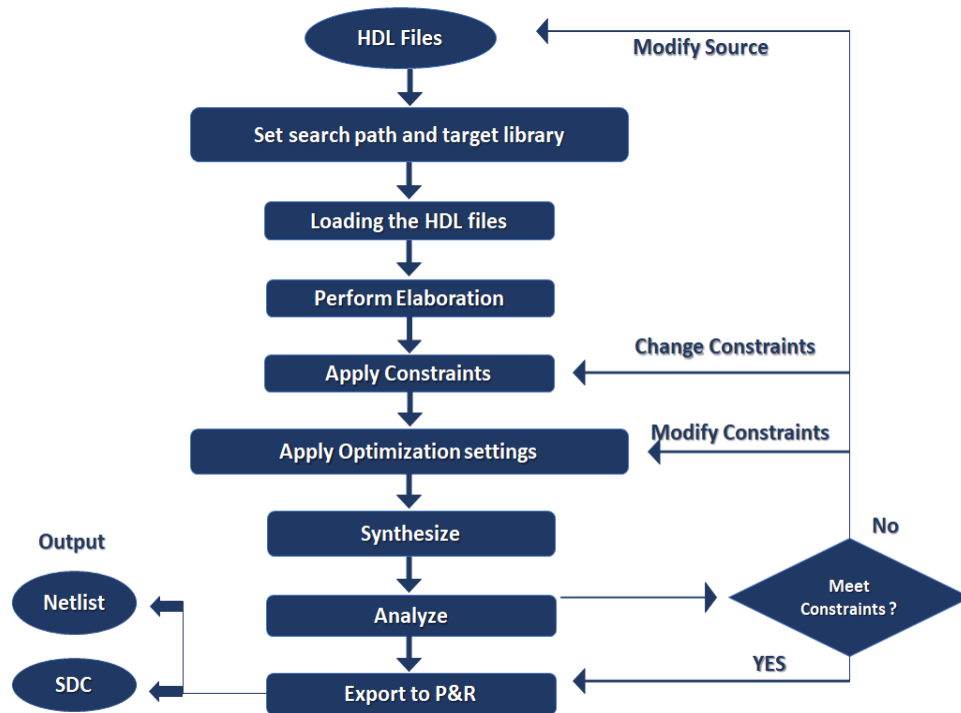 HDL Files
Modify Source
Set search path and target library
Loading the HDL files
Perform Elaboration
Change Constraints
Apply Constraints
Modify Constraints
Apply Optimization settings
No
Synthesize
Output
Meet
Constraints ?
Netlist
Analyze
YES
SDC
Export to P&R